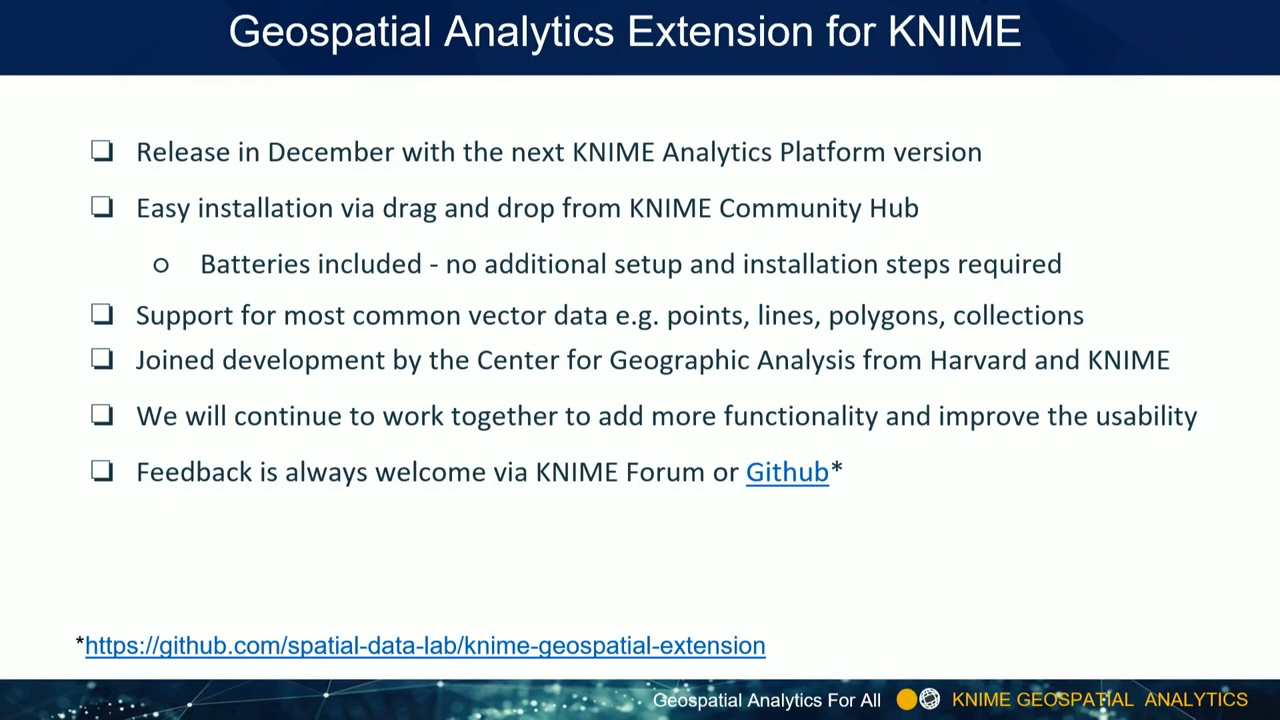 Geospatial Analytics Extension for KNIME
❏ Release in December with the next KNIME Analytics Platform version
❏ Easy installation via drag and drop from KNIME Community Hub
○ Batteries included - no additional setup and installation steps required
❏ Support for most common vector data e.g. points, lines, polygons, collections
❏ Joined development by the Center for Geographic Analysis from Harvard and KNIME
❏ We will continue to work together to add more functionality and improve the usability
❏ Feedback is always welcome via KNIME Forum or Github*
*https://github.com/spatial-data-lab/knime-geospatial-extension
Geospatial Analytics For All KNIME GEOSPATIAL ANALYTICS